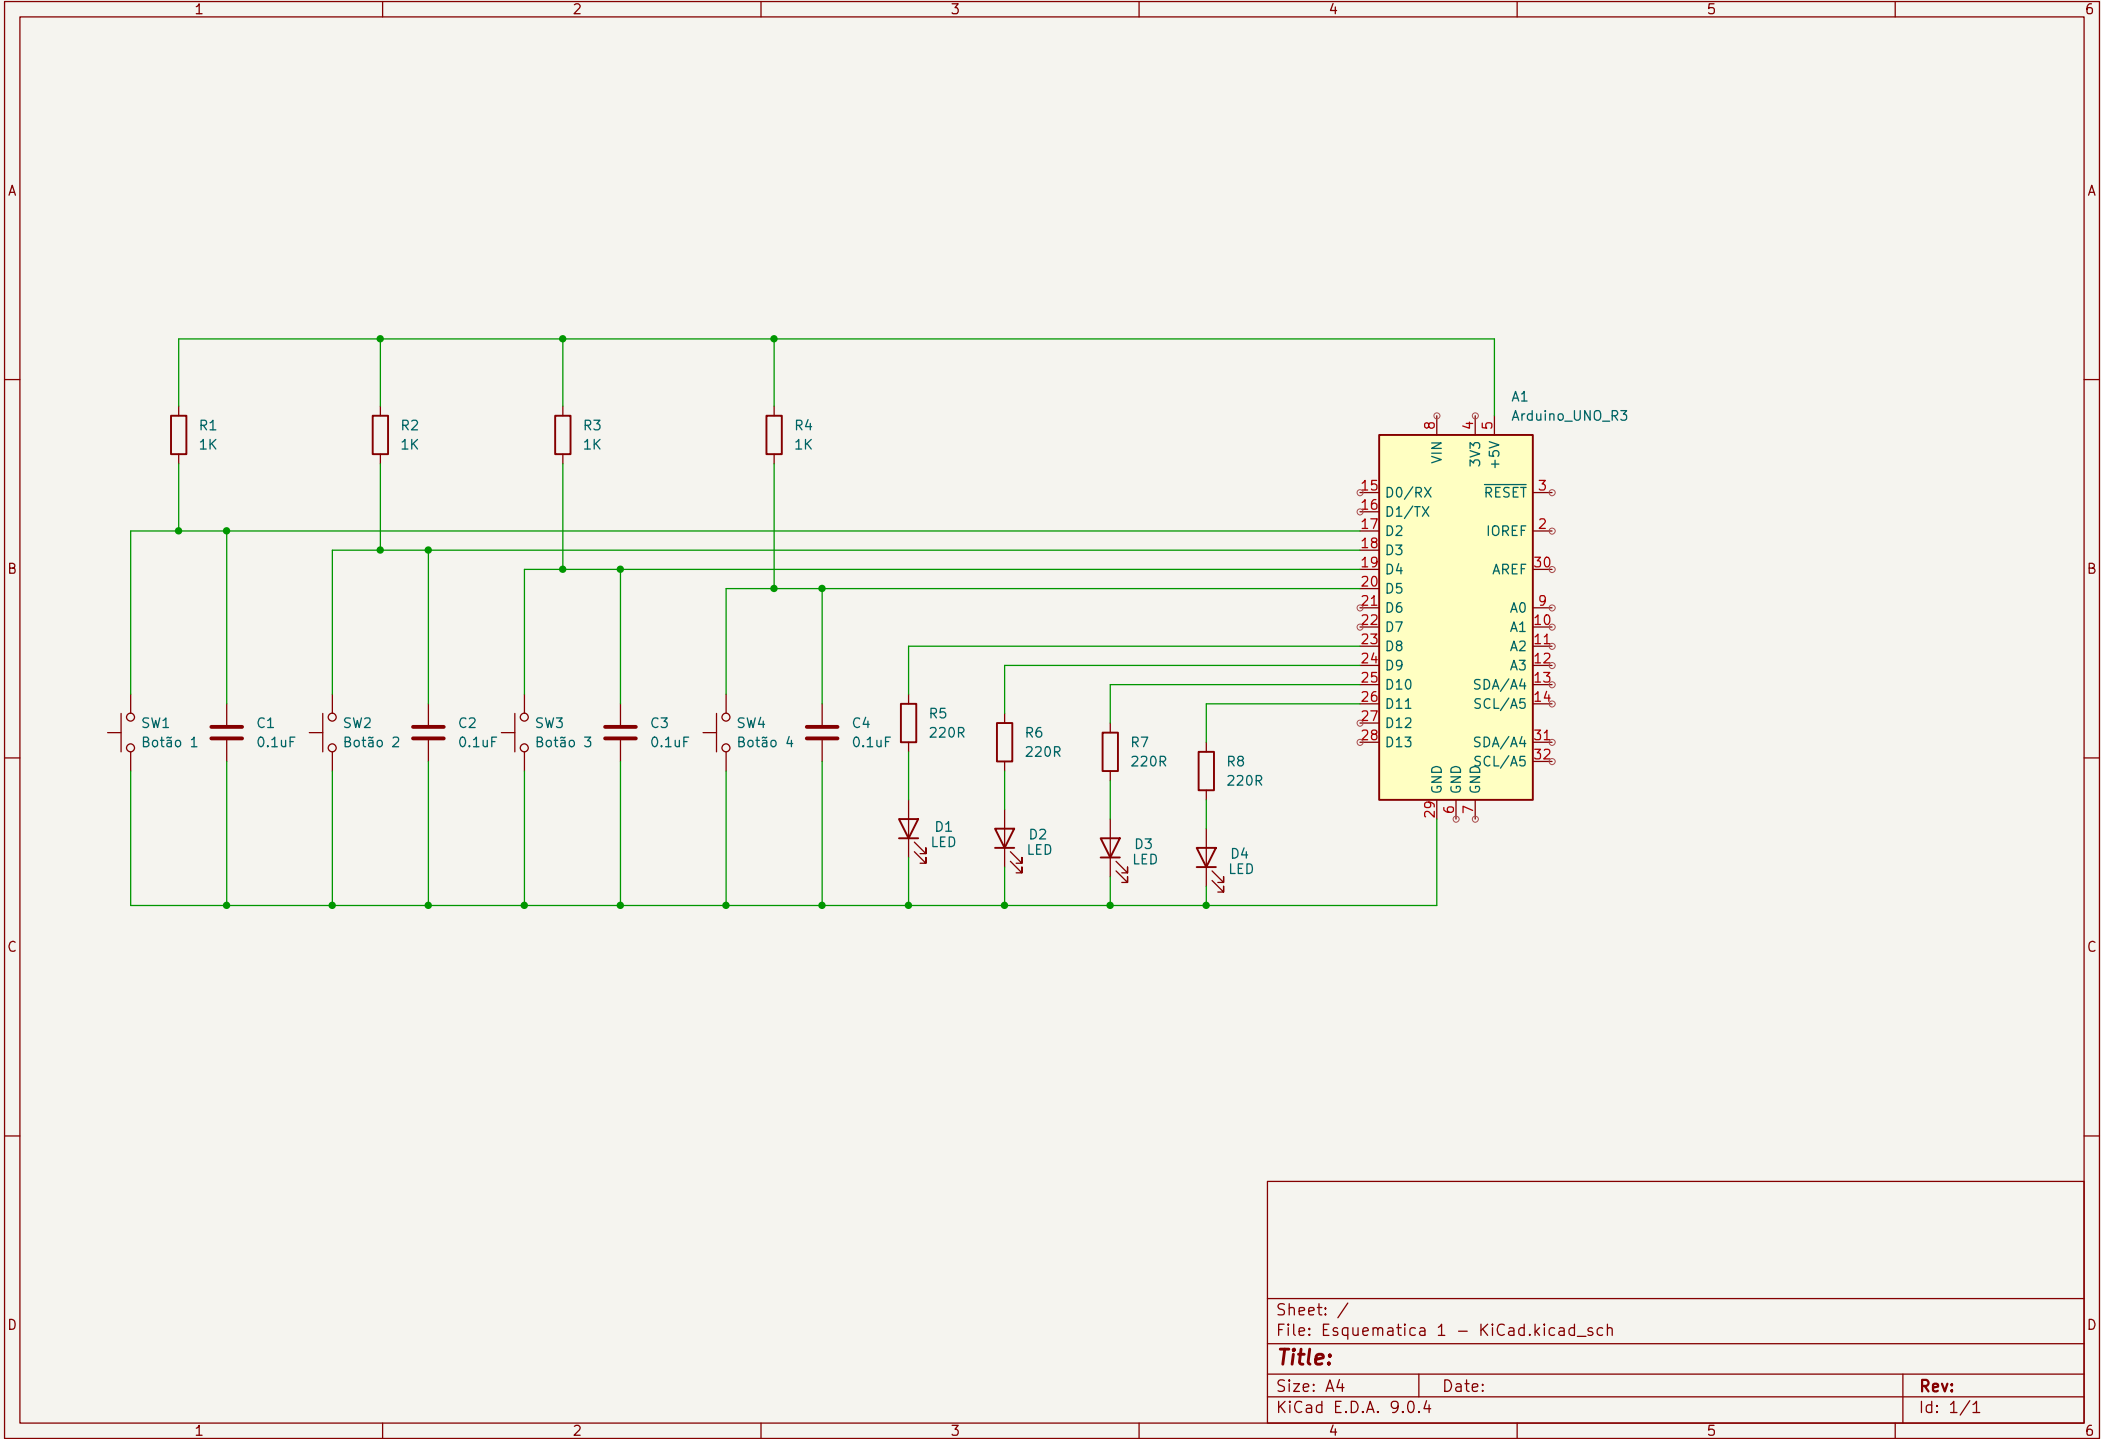 1 2 3 4 5 6
A A
A1
Arduino_UNO_R3
R1
1K
R2
1K
R3
1K
R4
1K
8 4 5
VIN 3V3 +5V
15 D0/RX RESET 3
16 D1/TX
17 D2 IOREF 2
18 D3
B 19 D4 AREF 30 B
20 D5
21 D6 A0 9
22 D7 A1 10
23 D8 A2 11
24 D9 A3 12
25 D10 SDA/A4 13
26 D11 SCL/A5 14
27 D12
28 D13 SDA/A4 31
SCL/A5 32
GND GND GND
29 6 7
SW1
Botão 1
C1
0.1uF
SW2
Botão 2
C2
0.1uF
SW3
Botão 3
C3
0.1uF
SW4
Botão 4
C4
0.1uF
R5
220R
R6
220R
R7
220R
R8
220R
D1
LED
D2
LED
D3
LED
D4
LED
C C
Sheet: /
File: Esquematica 1 – KiCad.kicad_sch
D D
Title:
Size: A4 Date: Rev:
KiCad E.D.A. 9.0.4 Id: 1/1
1 2 3 4 5 6